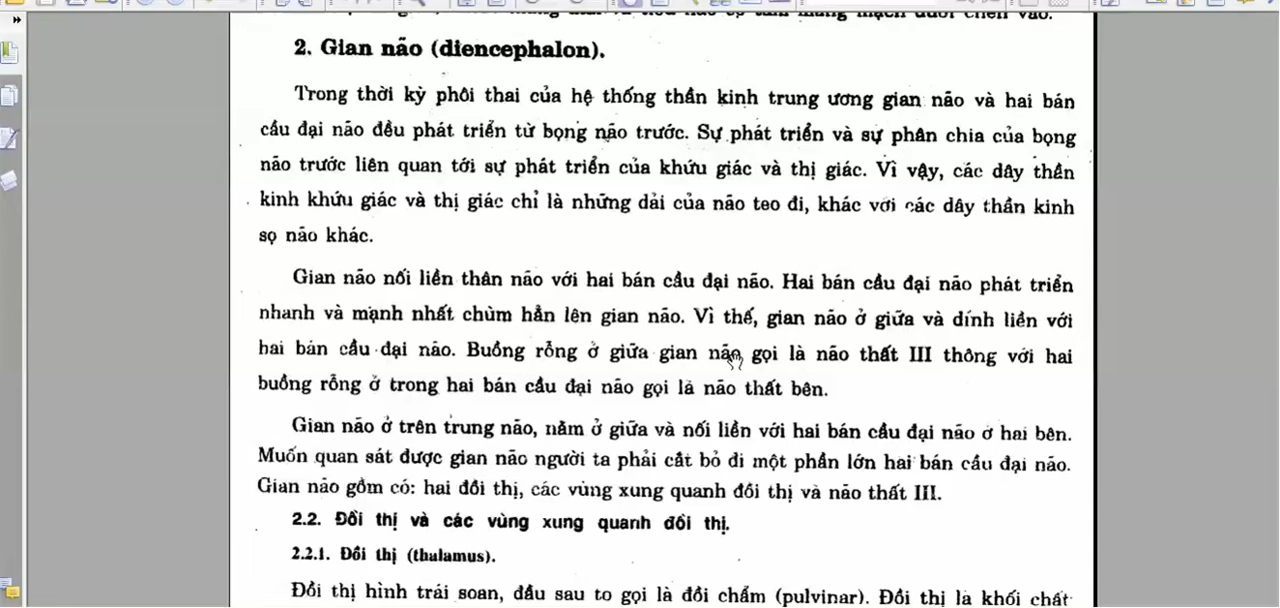 mạch dưới chen vào.
2. Gian não (diencephalon).
Trong thời kỳ phôi thai của hệ thống thần kinh trung ương gian não và hai bán
cầu đại não đều phát triển từ bọng não trước. Sự phát triển và sự phân chia của bọng
não trước liên quan tới sự phát triển của khứu giác và thị giác. Vì vậy, các dây thần
kinh khứu giác và thị giác chỉ là những dải của não teo đi, khác với các dây thần kinh
sọ não khác.
Gian não nối liền thân não với hai bán cầu đại não. Hai bán cầu đại não phát triển
nhanh và mạnh nhất chùm hẳn lên gian não. Vì thế, gian não ở giữa và dính liền với
hai bán cầu đại não. Buồng rỗng ở giữa gian não gọi là não thất III thông với hai
buồng rỗng ở trong hai bán cầu đại não gọi là não thất bên.
Gian não ở trên trung não, nằm ở giữa và nối liền với hai bán cầu đại não ở hai bên.
Muốn quan sát được gian não người ta phải cắt bỏ đi một phần lớn hai bán cầu đại não.
Gian não gồm có: hai đồi thị, các vùng xung quanh đồi thị và não thất III.
2.2. Đồi thị và các vùng xung quanh đồi thị.
2.2.1. Đồi thị (thalamus).
Đồi thị hình trái soan, đầu sau to gọi là đồi chẩm (pulvinar). Đồi thị là khối chất